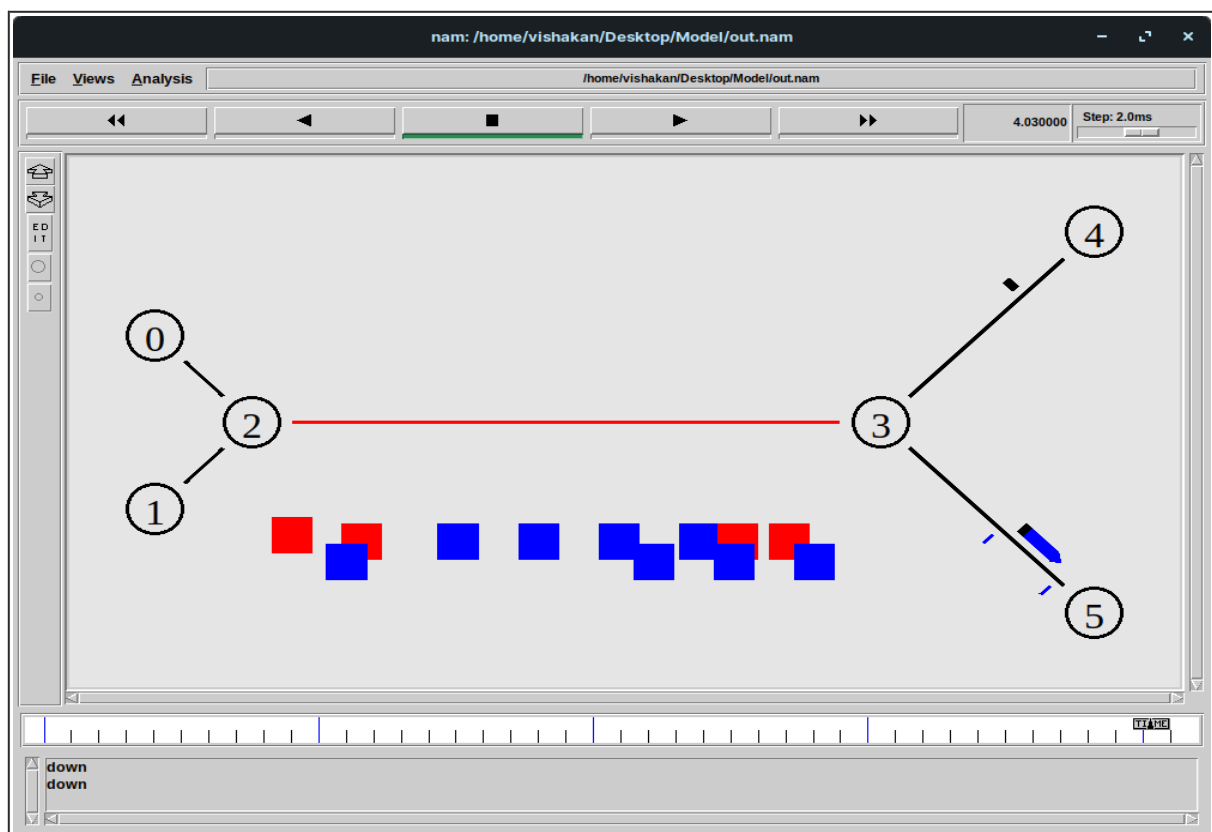 nam: /home/vishakan/Desktop/Model/out.nam
File Views Analysis /home/vishakan/Desktop/Model/out.nam
4.030000 Step: 2.0ms
E D
I T
4
0
2 3
1
5
TIME
down
down